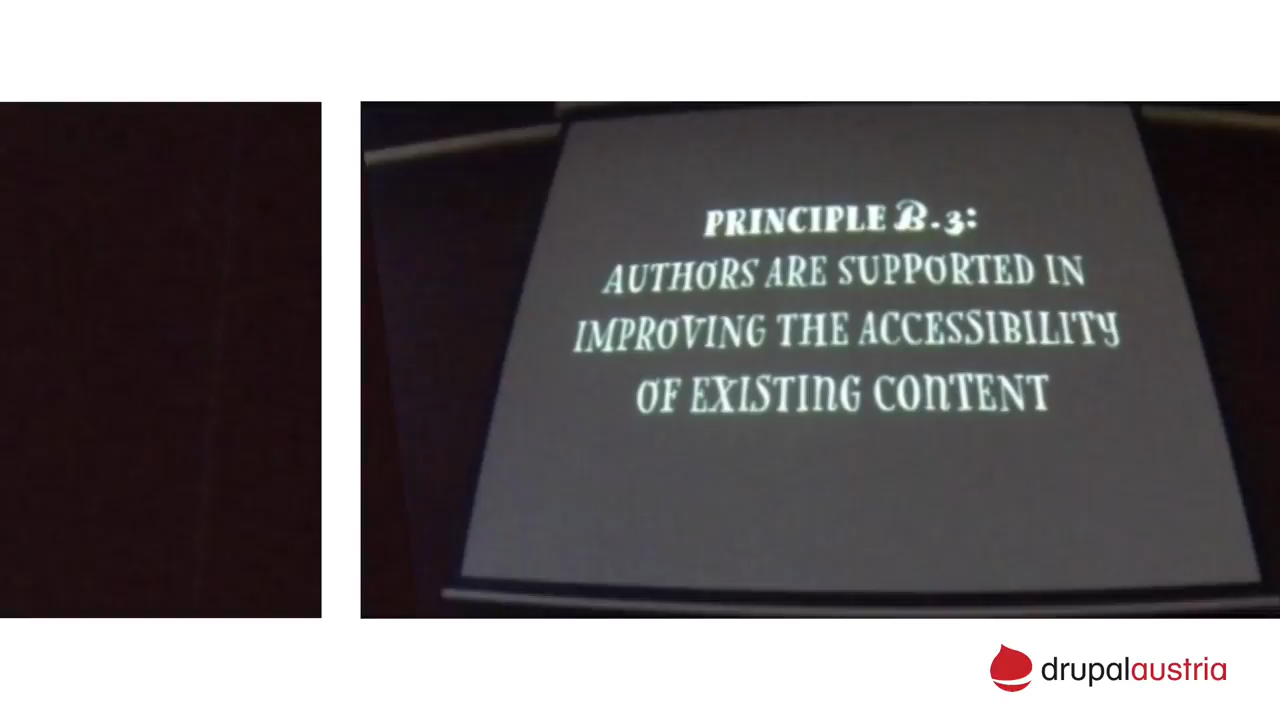 PRINCIPLE B.3:
AUTHORS ARE SUPPORTED IN
IMPROVING THE ACCESSIBILITY
OF EXISTING CONTENT
drupalaustria